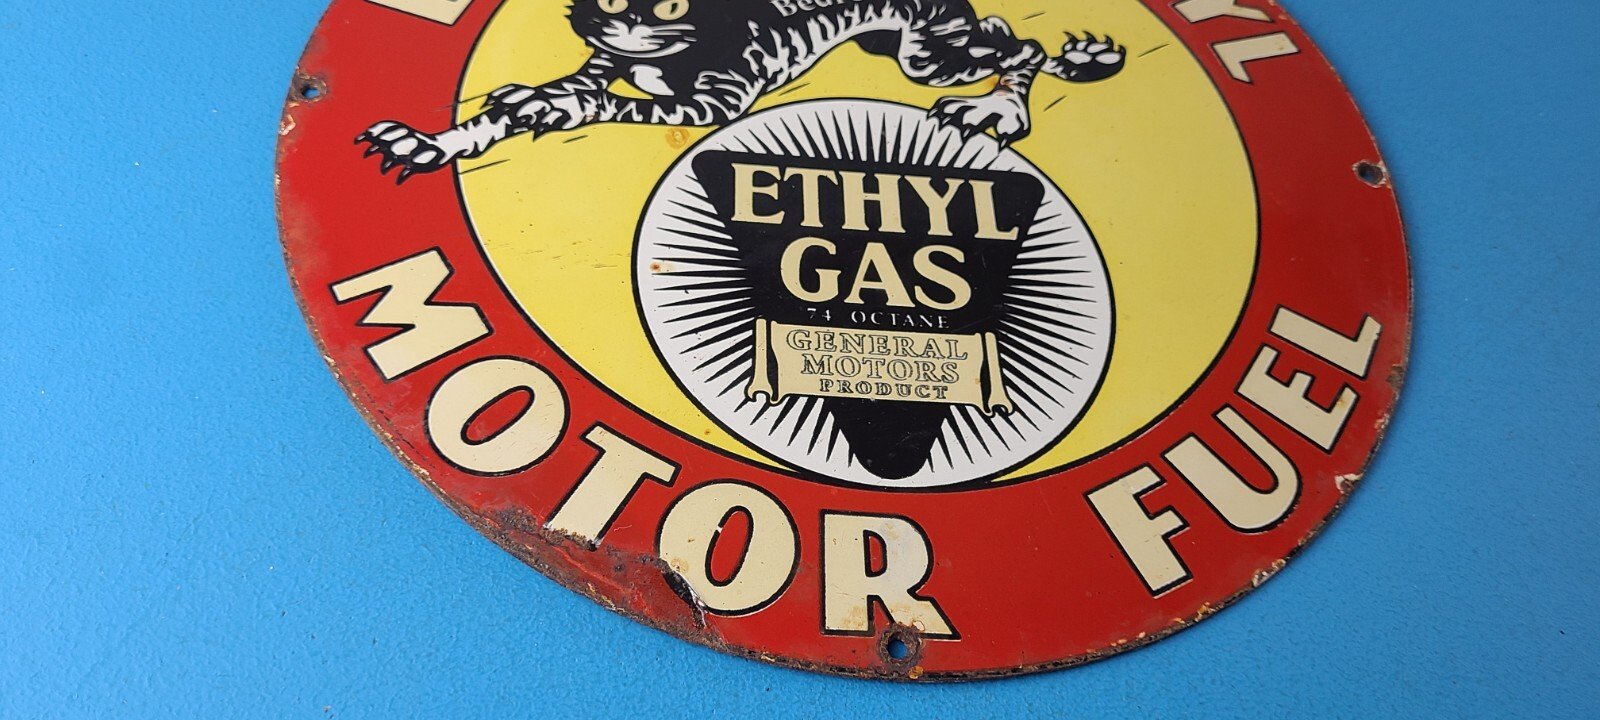 ETHYL
GAS
74 OCTANE
GENERAL
MOTORS
PRODUCT
MOTOR FUEL